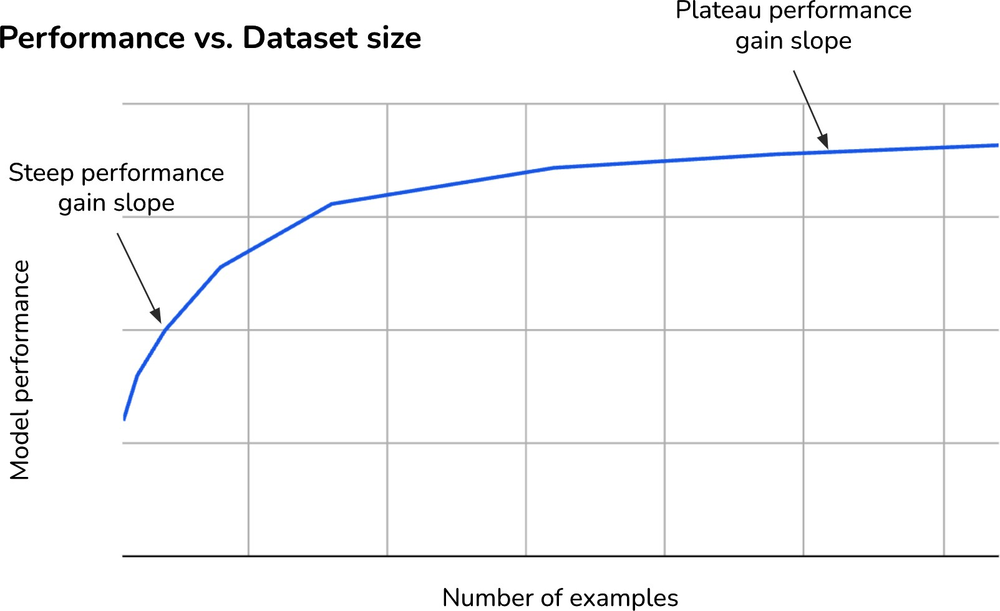 Plateau performance
gain slope
Performance vs. Dataset size
Steep performance
gain slope
Model performance
Number of examples